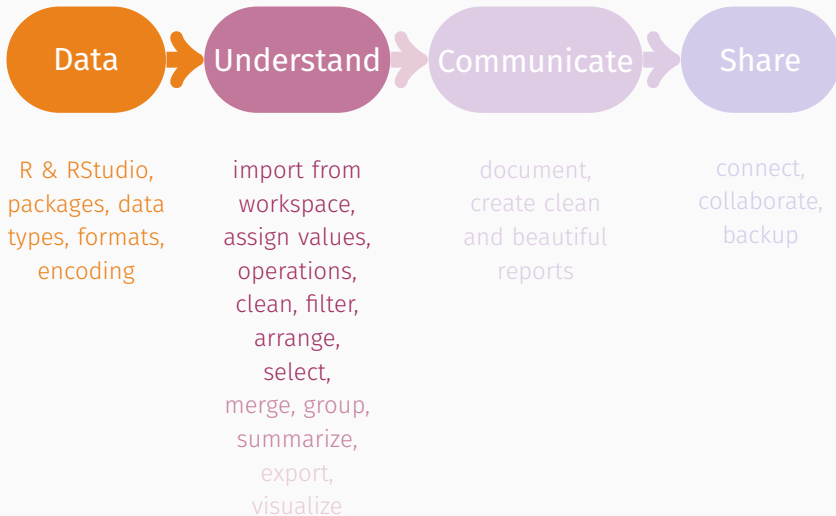 Data
Understand
Communicate
Share
R & RStudio,
packages, data
types, formats,
encoding
import from
workspace,
assign values,
operations,
clean, filter,
arrange,
select,
merge, group,
summarize,
export,
visualize
document,
create clean
and beautiful
reports
connect,
collaborate,
backup